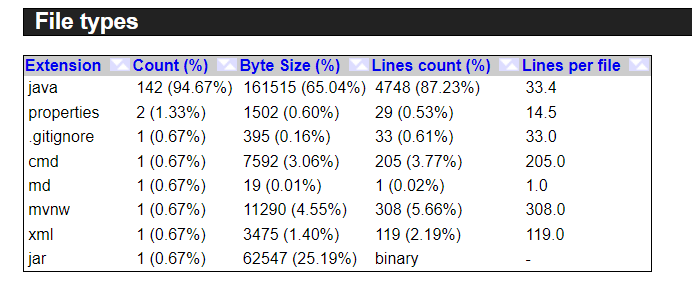 File types
Extension Count (%) Byte Size (%) Lines count (%) Lines per file
java 142 (94.67%) 161515 (65.04%) 4748 (87.23%) 33.4
properties 2 (1.33%) 1502 (0.60%) 29 (0.53%) 14.5
.gitignore 1 (0.67%) 395 (0.16%) 33 (0.61%) 33.0
cmd 1 (0.67%) 7592 (3.06%) 205 (3.77%) 205.0
md 1 (0.67%) 19 (0.01%) 1 (0.02%) 1.0
mvnw 1 (0.67%) 11290 (4.55%) 308 (5.66%) 308.0
xml 1 (0.67%) 3475 (1.40%) 119 (2.19%) 119.0
jar 1 (0.67%) 62547 (25.19%) binary -